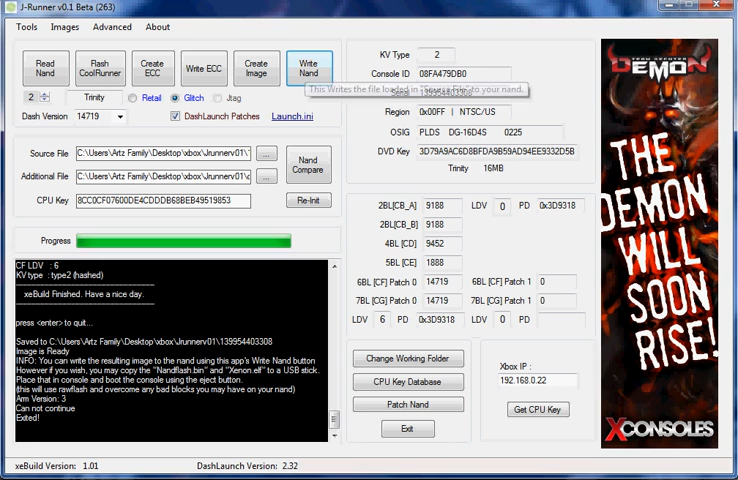 J-Runner v0.1 Beta (263)
Tools Images Advanced About
Read Nand
Flash CoolRunner
Create ECC
Write ECC
Create Image
Write Nand
2 Trinity Retail Glitch Jtag
Dash Version 14719 DashLaunch Patches Launch.ini
This Writes the file loaded in "Source File" to your nand.
Source File C:\Users\Artz Family\Desktop\xbox\Jrunnerv01\1 ...
Additional File C:\Users\Artz Family\Desktop\xbox\Jrunnerv01\c ...
CPU Key 8CC0CF07600DE4CDDDB68BEB49519853
Nand Compare
Re-Init
Progress
CF LDV : 6
KV type : type2 (hashed)
xeBuild Finished. Have a nice day.
press <enter> to quit...
Saved to C:\Users\Artz Family\Desktop\xbox\Jrunnerv01\139954403308
Image is Ready
INFO: You can write the resulting image to the nand using this app's Write Nand button
However if you wish, you may copy the "Nandflash.bin" and "Xenon.elf" to a USB stick.
Place that in console and boot the console using the eject button.
(this will use rawflash and overcome any bad blocks you may have on your nand)
Arm Version: 3
Can not continue
Exited!
KV Type 2
Console ID 08FA479DB0
Serial 139954403308
Region 0x00FF | NTSC/US
OSIG PLDS DG-16D4S 0225
DVD Key 3D79A9AC6D8BFDA9B59AD94EE9332D5B
Trinity 16MB
2BL[CB_A] 9188 LDV 0 PD 0x3D9318
2BL[CB_B] 9188
4BL [CD] 9452
5BL [CE] 1888
6BL [CF] Patch 0 14719 6BL [CF] Patch 1 0
7BL [CG] Patch 0 14719 7BL [CG] Patch 1 0
LDV 6 PD 0x3D9318 LDV 0 PD
Change Working Folder
CPU Key Database
Patch Nand
Exit
Xbox IP :
192.168.0.22
Get CPU Key
TEAM XECUTER
DEMON
THE
DEMON
WILL
SOON
RISE!
XCONSOLES
xeBuild Version: 1.01 DashLaunch Version: 2.32